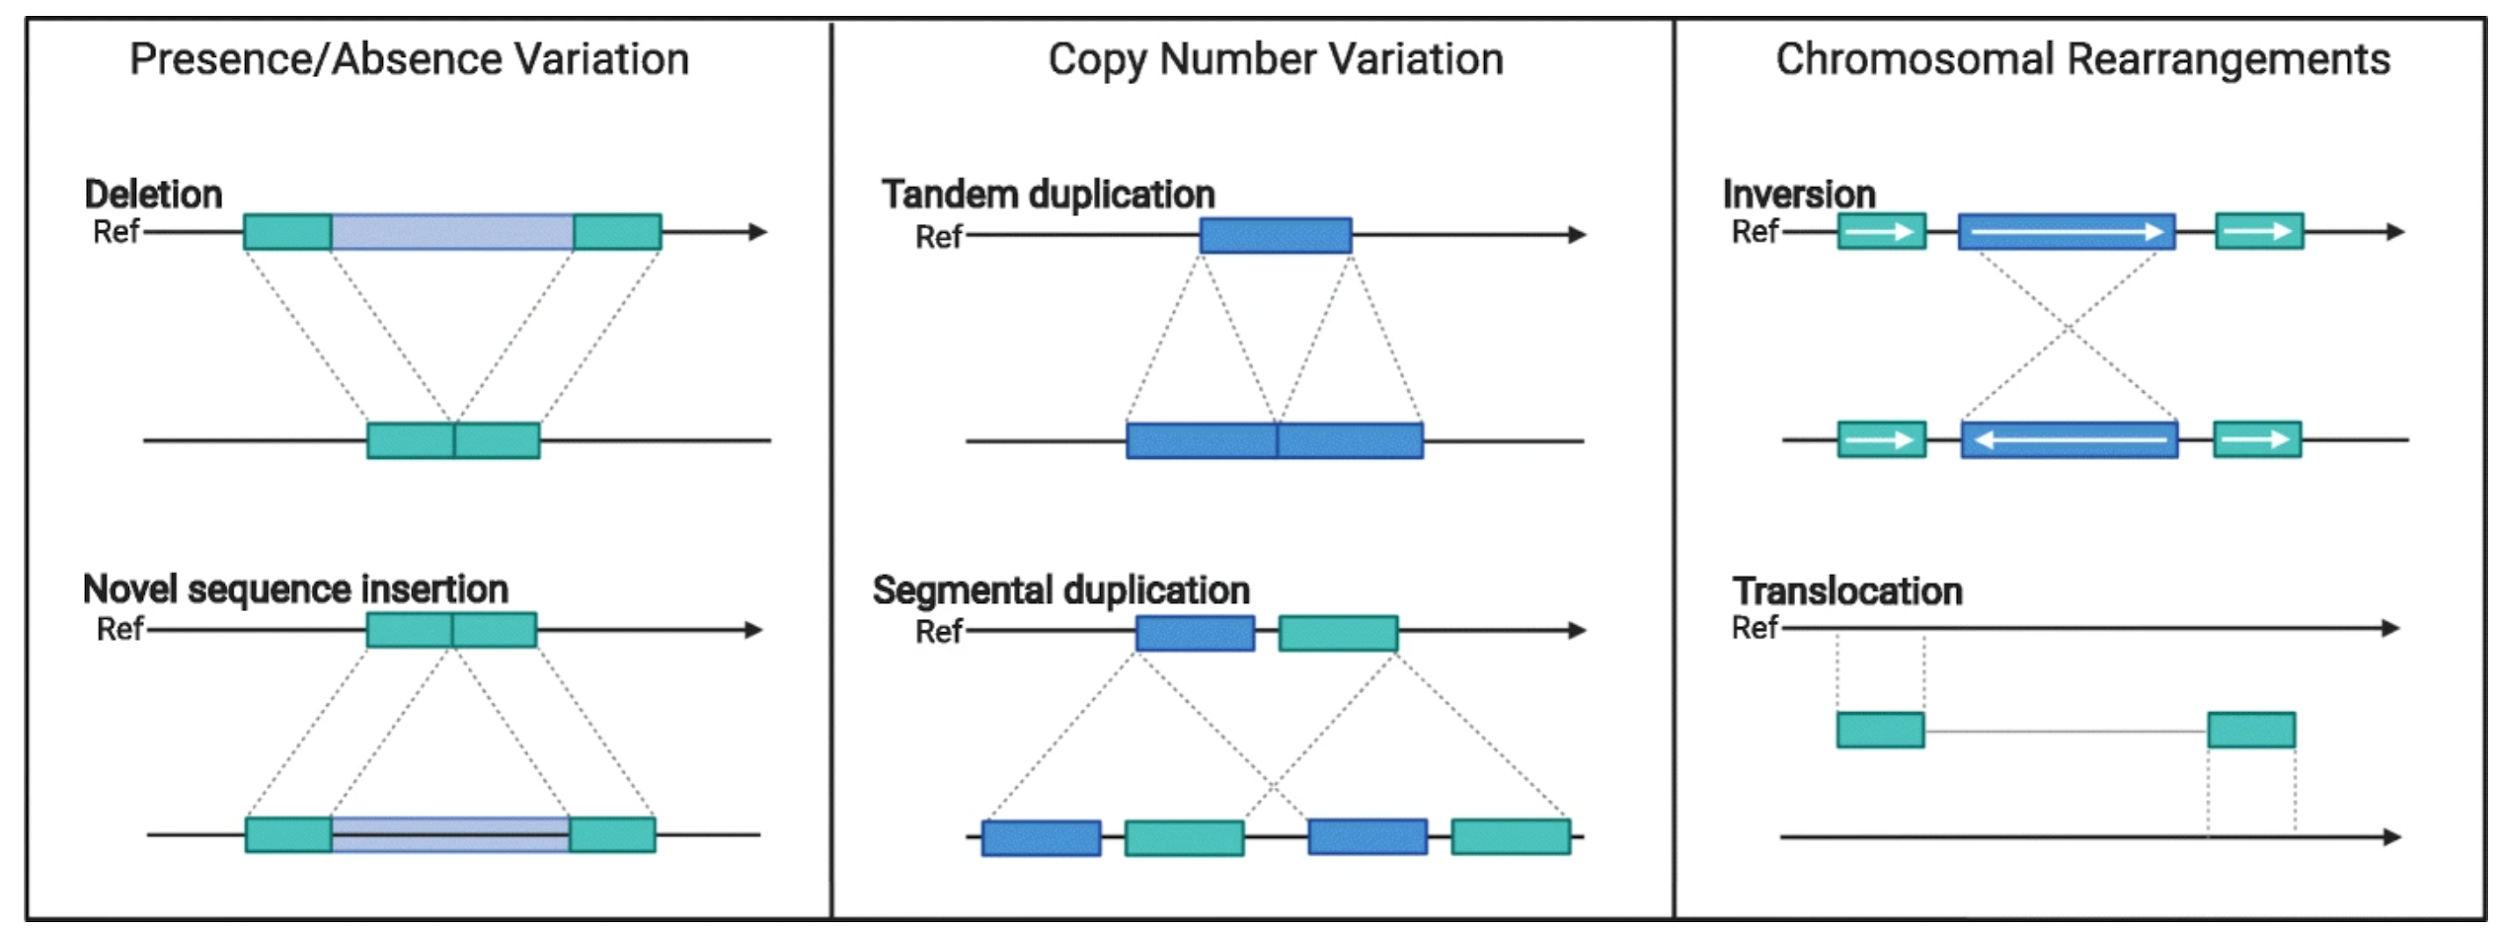 Presence/Absence Variation
Deletion
Ref
Novel sequence insertion
Ref
Copy Number Variation
Tandem duplication
Ref
Segmental duplication
Ref
Chromosomal Rearrangements
Inversion
Ref
Translocation
Ref